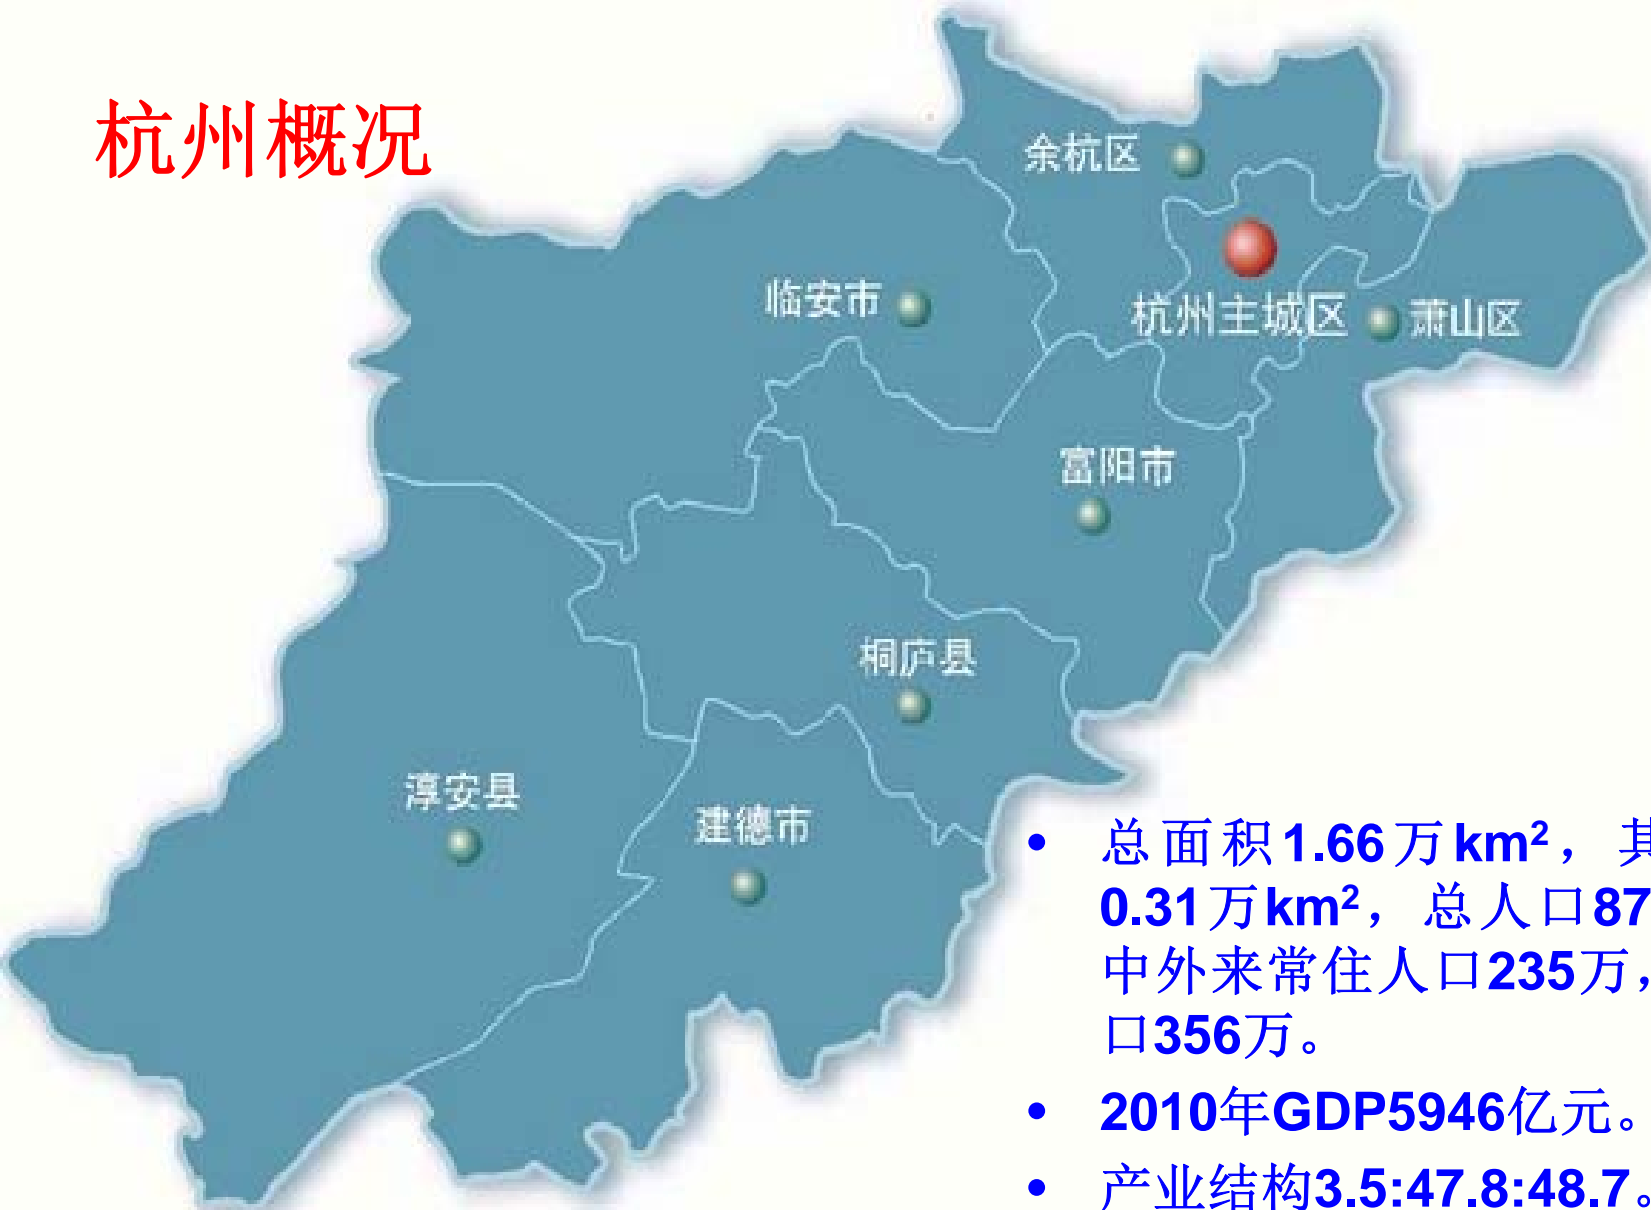 杭州概况
余杭区
临安市
杭州主城区
萧山区
富阳市
桐庐县
淳安县
建德市
• 总面积1.66万km²，其
0.31万km²，总人口87
中外来常住人口235万，
口356万。
• 2010年GDP5946亿元。
• 产业结构3.5:47.8:48.7。